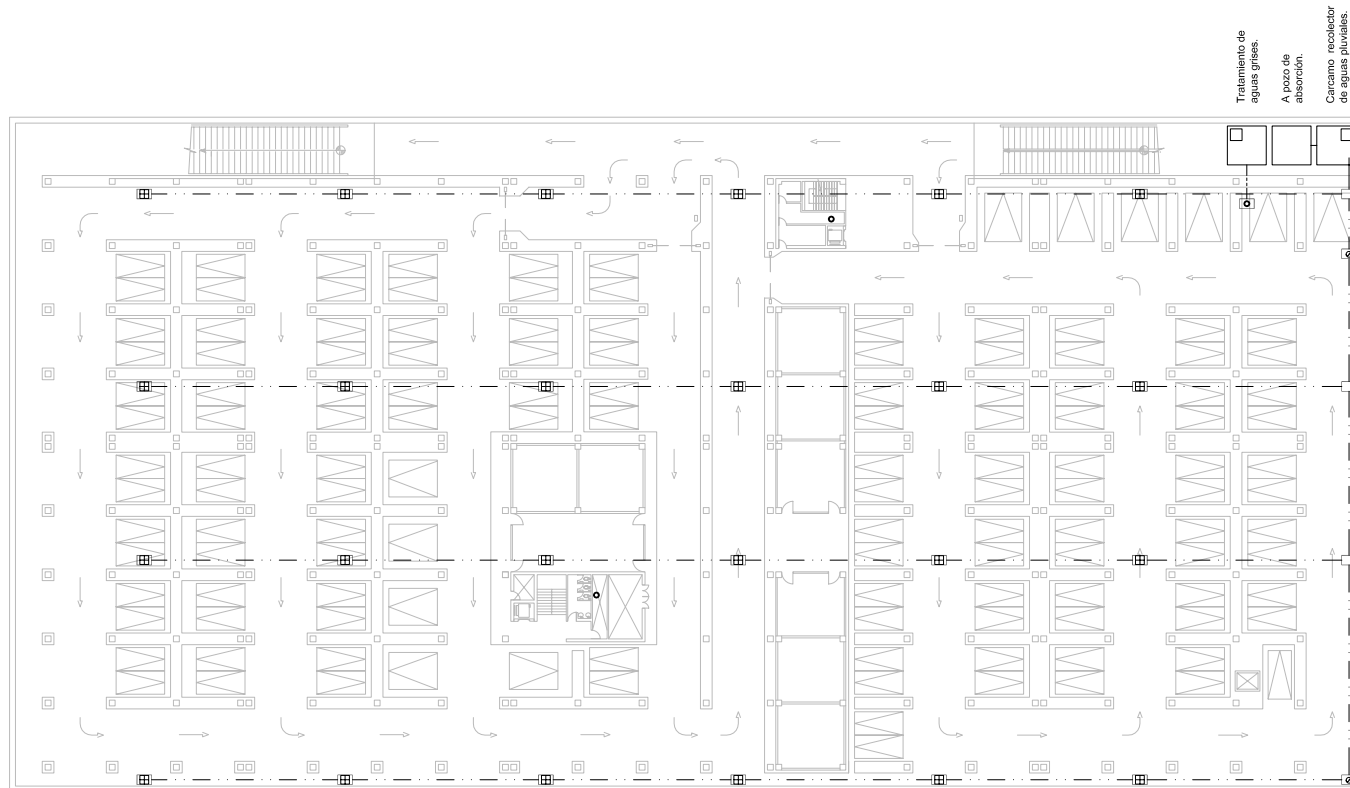 Tratamiento de
aguas grises.
A pozo de
absorción.
Carcamo recolector
de aguas pluviales.